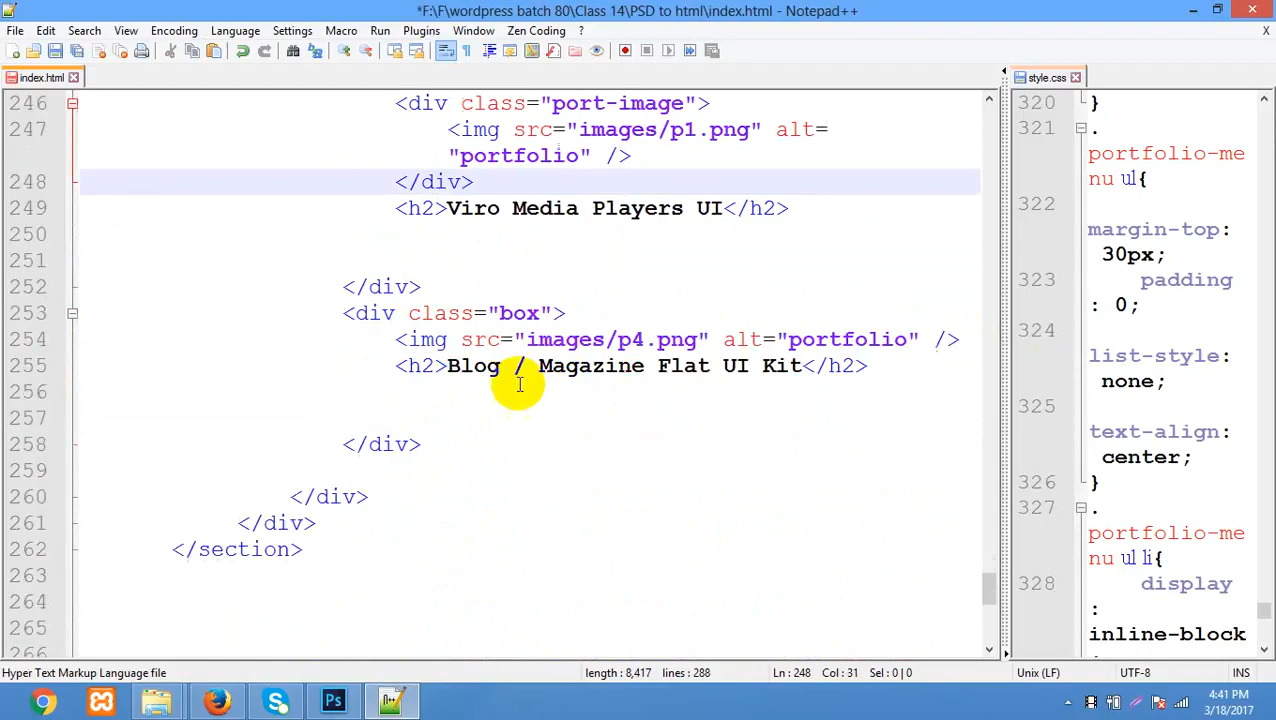 *F:\F\wordpress batch 80\Class 14\PSD to html\index.html - Notepad++
File Edit Search View Encoding Language Settings Macro Run Plugins Window Zen Coding ? X
index.html
246 <div class="port-image">
247 <img src="images/p1.png" alt=
"portfolio" />
248 </div>
249 <h2>Viro Media Players UI</h2>
250
251
252 </div>
253 <div class="box">
254 <img src="images/p4.png" alt="portfolio" />
255 <h2>Blog / Magazine Flat UI Kit</h2>
256
257
258 </div>
259
260 </div>
261 </div>
262 </section>
263
264
265
266
style.css
320 }
321 .
portfolio-me
nu ul{
322
margin-top:
30px;
323 padding
: 0;
324
list-style:
none;
325
text-align:
center;
326 }
327 .
portfolio-me
nu ul li{
328 display
:
inline-block
Hyper Text Markup Language file length : 8,417 lines : 288 Ln : 248 Col : 31 Sel : 0 | 0 Unix (LF) UTF-8 INS
Ps
4:41 PM
3/18/2017